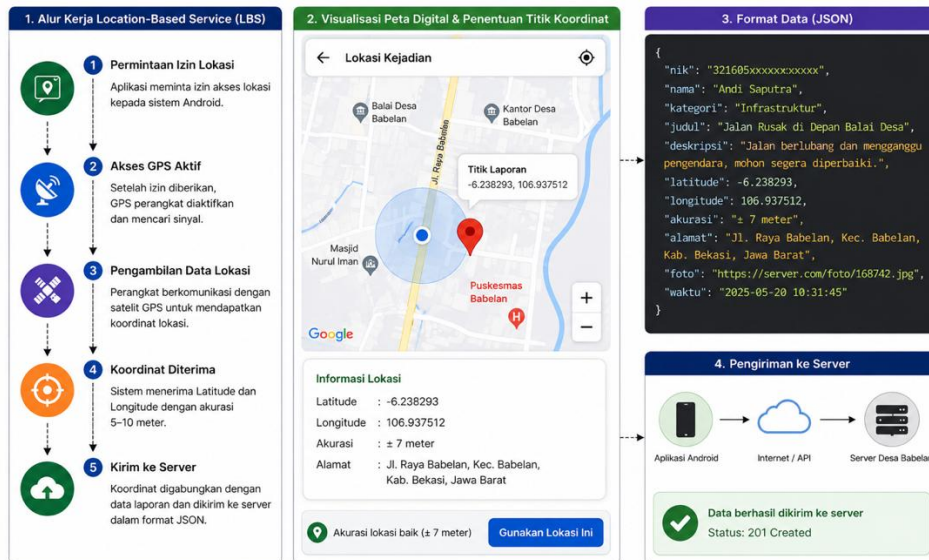 1. Alur Kerja Location-Based Service (LBS)
1
Permintaan Izin Lokasi
Aplikasi meminta izin akses lokasi
kepada sistem Android.
2
Akses GPS Aktif
Setelah izin diberikan,
GPS perangkat diaktifkan
dan mencari sinyal.
3
Pengambilan Data Lokasi
Perangkat berkomunikasi dengan
satelit GPS untuk mendapatkan
koordinat lokasi.
4
Koordinat Diterima
Sistem menerima Latitude dan
Longitude dengan akurasi
5–10 meter.
5
Kirim ke Server
Koordinat digabungkan dengan
data laporan dan dikirim ke server
dalam format JSON.
2. Visualisasi Peta Digital & Penentuan Titik Koordinat
Lokasi Kejadian
Balai Desa
Babelan
Kantor Desa
Babelan
Jl. Raya Babelan
Titik Laporan
-6.238293, 106.937512
Masjid
Nurul Iman
Puskesmas
Babelan
H
+
−
Google
Informasi Lokasi
Latitude : -6.238293
Longitude : 106.937512
Akurasi : ± 7 meter
Alamat : Jl. Raya Babelan, Kec. Babelan,
Kab. Bekasi, Jawa Barat
Akurasi lokasi baik (± 7 meter)
Gunakan Lokasi Ini
3. Format Data (JSON)
{
"nik": "321605xxxxxx:xxxxx",
"nama": "Andi Saputra",
"kategori": "Infrastruktur",
"judul": "Jalan Rusak di Depan Balai Desa",
"deskripsi": "Jalan berlubang dan mengganggu
pengendara, mohon segera diperbaiki.",
"latitude": -6.238293,
"longitude": 106.937512,
"akurasi": "± 7 meter",
"alamat": "Jl. Raya Babelan, Kec. Babelan,
Kab. Bekasi, Jawa Barat",
"foto": "https://server.com/foto/168742.jpg",
"waktu": "2025-05-20 10:31:45"
}
4. Pengiriman ke Server
Aplikasi Android
Internet / API
Server Desa Babelan
Data berhasil dikirim ke server
Status: 201 Created